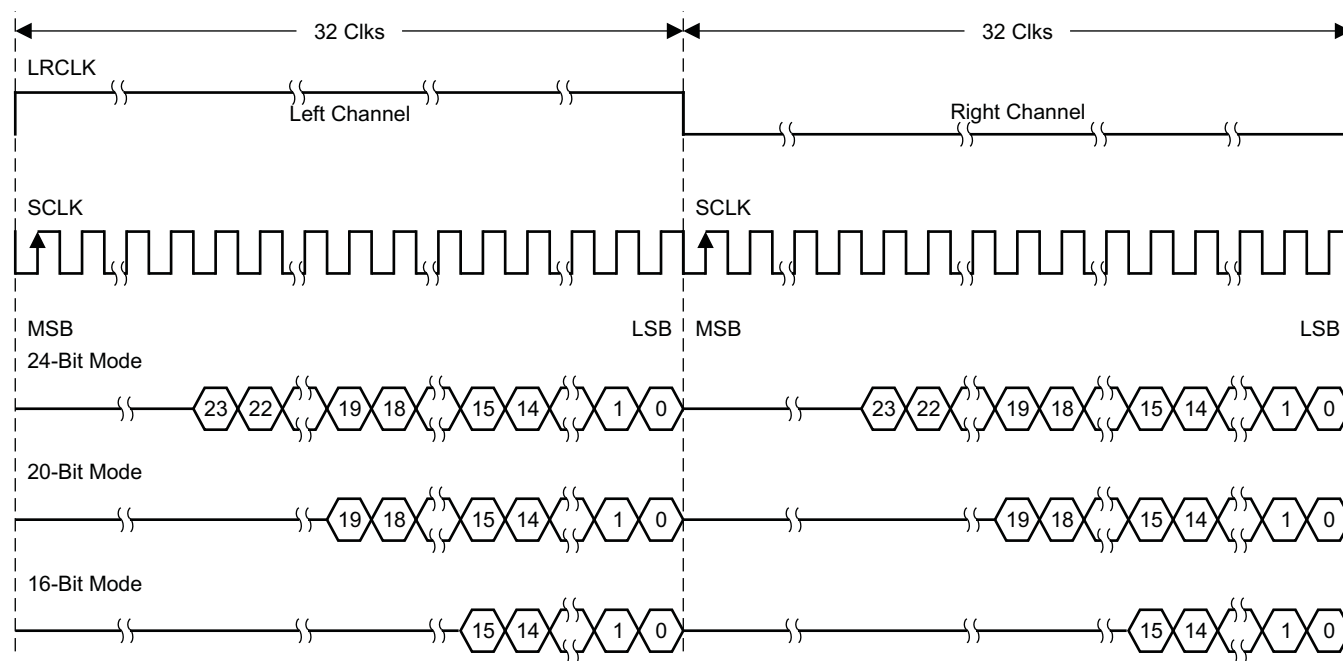 32 Clks 32 Clks
LRCLK
Left Channel Right Channel
SCLK SCLK
MSB LSB MSB LSB
24-Bit Mode
23 22 19 18 15 14 1 0 23 22 19 18 15 14 1 0
20-Bit Mode
19 18 15 14 1 0 19 18 15 14 1 0
16-Bit Mode
15 14 1 0 15 14 1 0